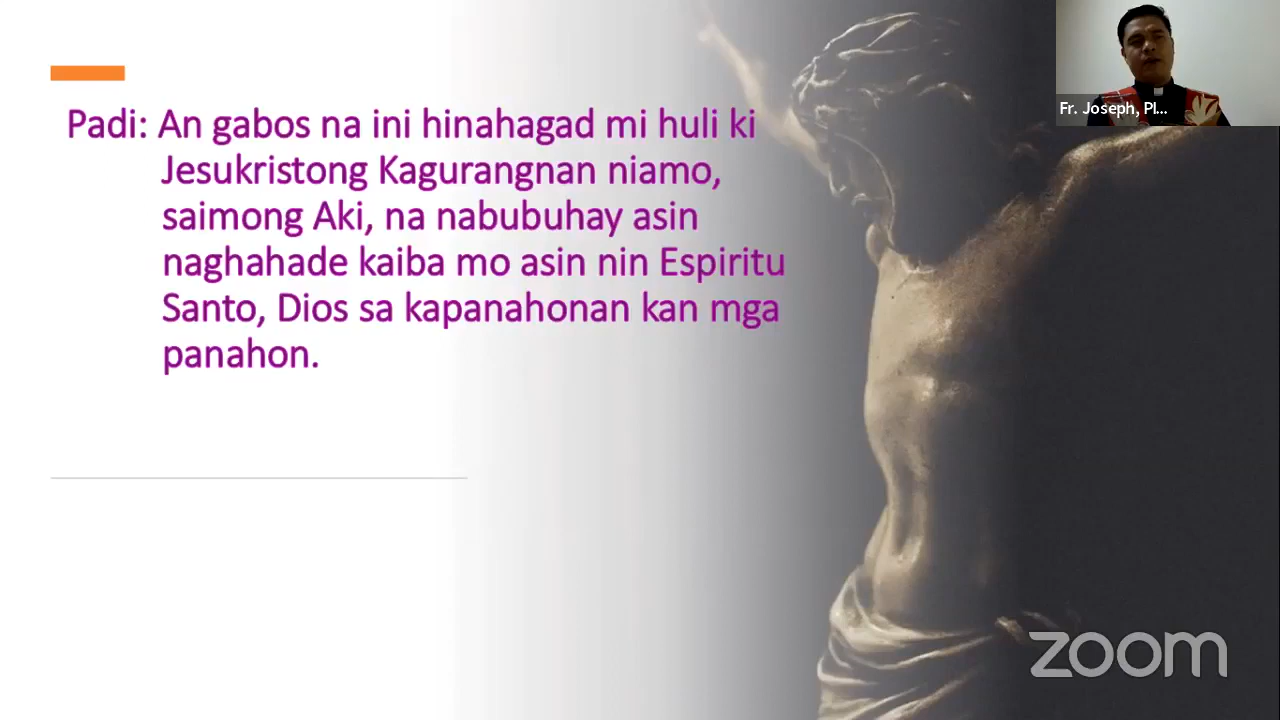 Padi: An gabos na ini hinahagad mi huli ki
Jesukristong Kagurangnan niamo,
saimong Aki, na nabubuhay asin
naghahade kaiba mo asin nin Espiritu
Santo, Dios sa kapanahonan kan mga
panahon.
Fr. Joseph, Pl...
zoom